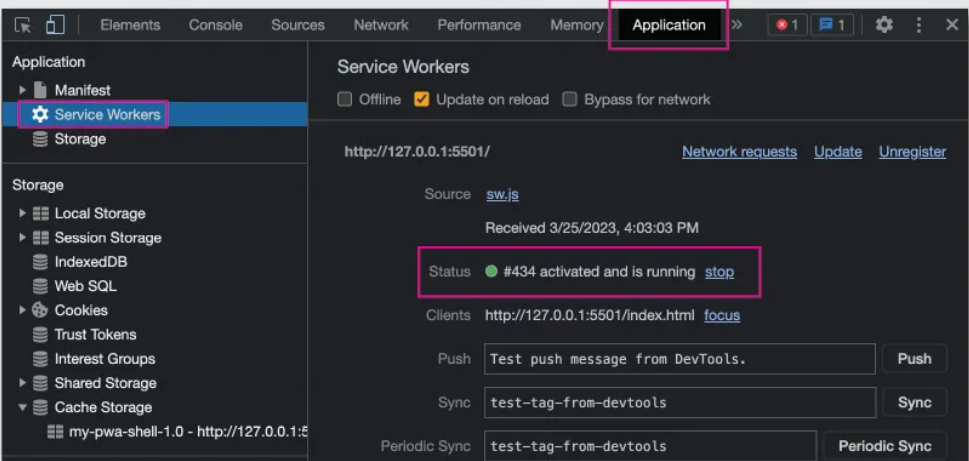 Elements Console Sources Network Performance Memory Application » 1 1
Application
Manifest
Service Workers
Storage
Storage
Local Storage
Session Storage
IndexedDB
Web SQL
Cookies
Trust Tokens
Interest Groups
Shared Storage
Cache Storage
my-pwa-shell-1.0 - http://127.0.0.1:5
Service Workers
Offline Update on reload Bypass for network
http://127.0.0.1:5501/ Network requests Update Unregister
Source sw.js
Received 3/25/2023, 4:03:03 PM
Status #434 activated and is running stop
Clients http://127.0.0.1:5501/index.html focus
Push Test push message from DevTools. Push
Sync test-tag-from-devtools Sync
Periodic Sync test-tag-from-devtools Periodic Sync